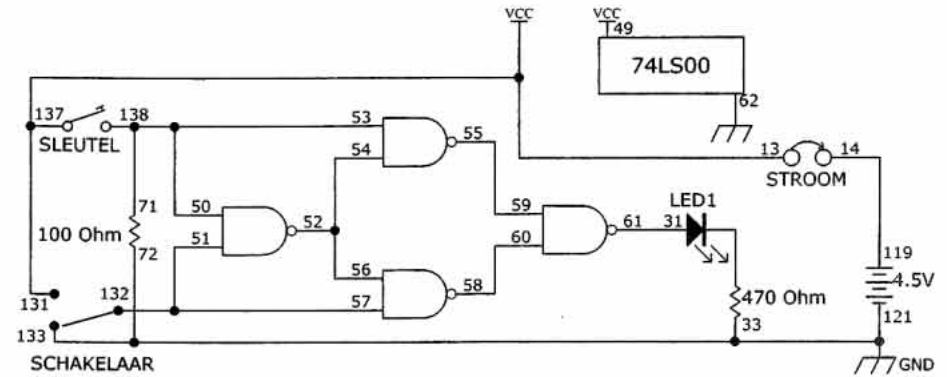 VCC
VCC
49
74LS00
62
137
138
SLEUTEL
53
54
55
13
14
STROOM
71
100 Ohm
72
50
51
52
59
60
61
31
LED1
56
57
58
119
4.5V
121
470 Ohm
33
131
132
133
SCHAKELAAR
GND